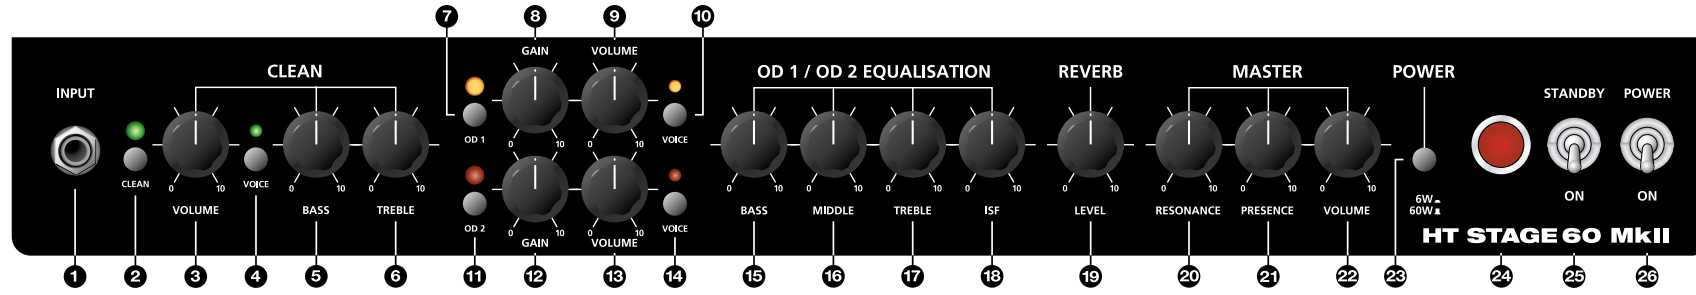 7 8 9 10
GAIN VOLUME
CLEAN OD 1 / OD 2 EQUALISATION REVERB MASTER POWER
INPUT STANDBY POWER
0 10 0 10
OD 1 VOICE
CLEAN VOICE
0 10 0 10 0 10 0 10 0 10 0 10 0 10 0 10 0 10 0 10 0 10
6W ON ON
VOLUME BASS TREBLE BASS MIDDLE TREBLE ISF LEVEL RESONANCE PRESENCE VOLUME 60W
OD 2 0 10 0 10 VOICE
GAIN VOLUME
HT STAGE 60 MkII
1 2 3 4 5 6 11 12 13 14 15 16 17 18 19 20 21 22 23 24 25 26